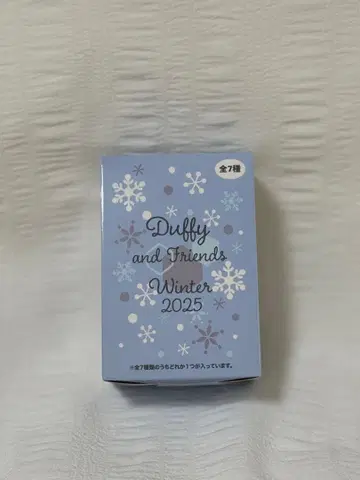 全7種
Duffy
and Friends
Winter
2025
※全7種類のうちどれか1つが入っています。